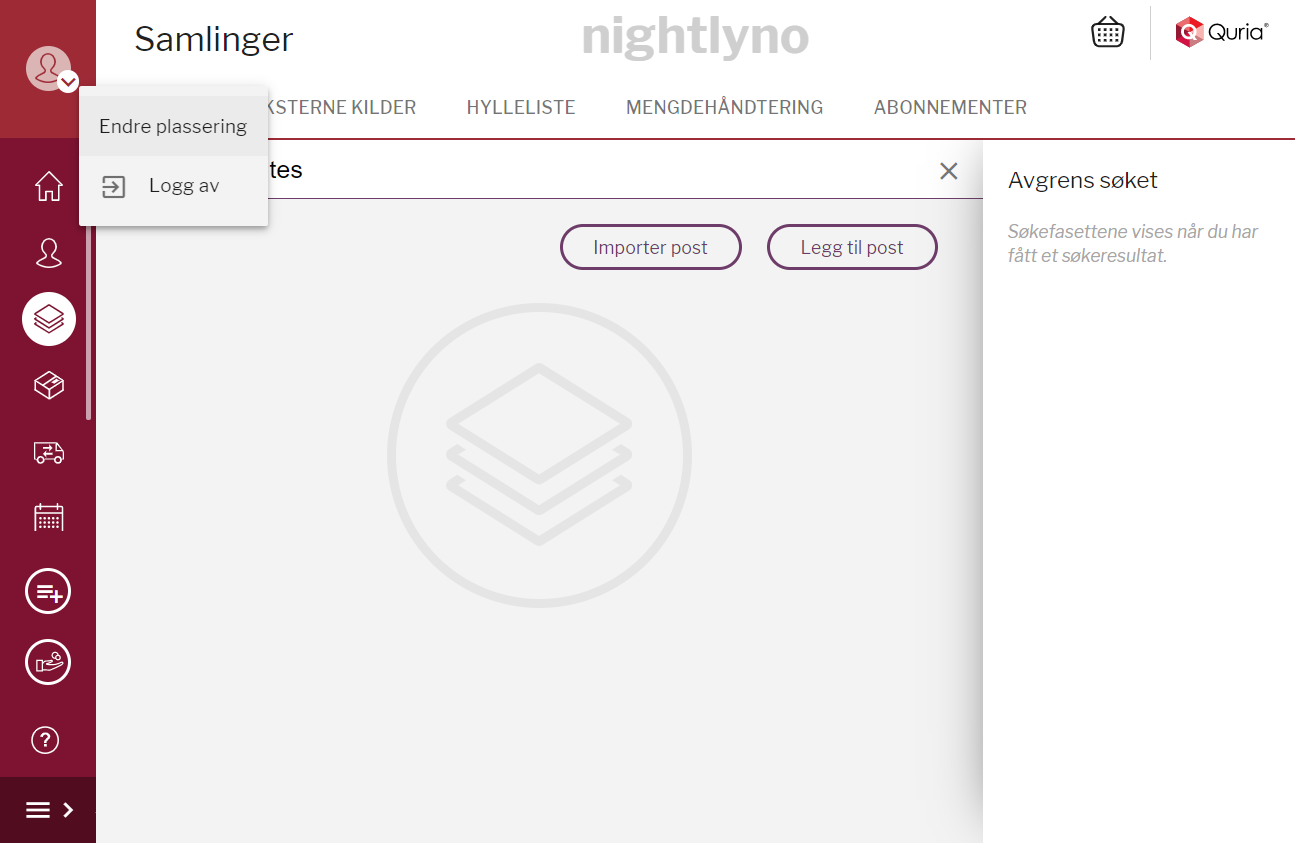 Samlinger
nightlyno
Quria®
KSTERNE KILDER HYLLELISTE MENGDEHÅNDTERING ABONNEMENTER
Endre plassering
Logg av
tes
Avgrens søket
Søkefasettene vises når du har
fått et søkeresultat.
Importer post
Legg til post